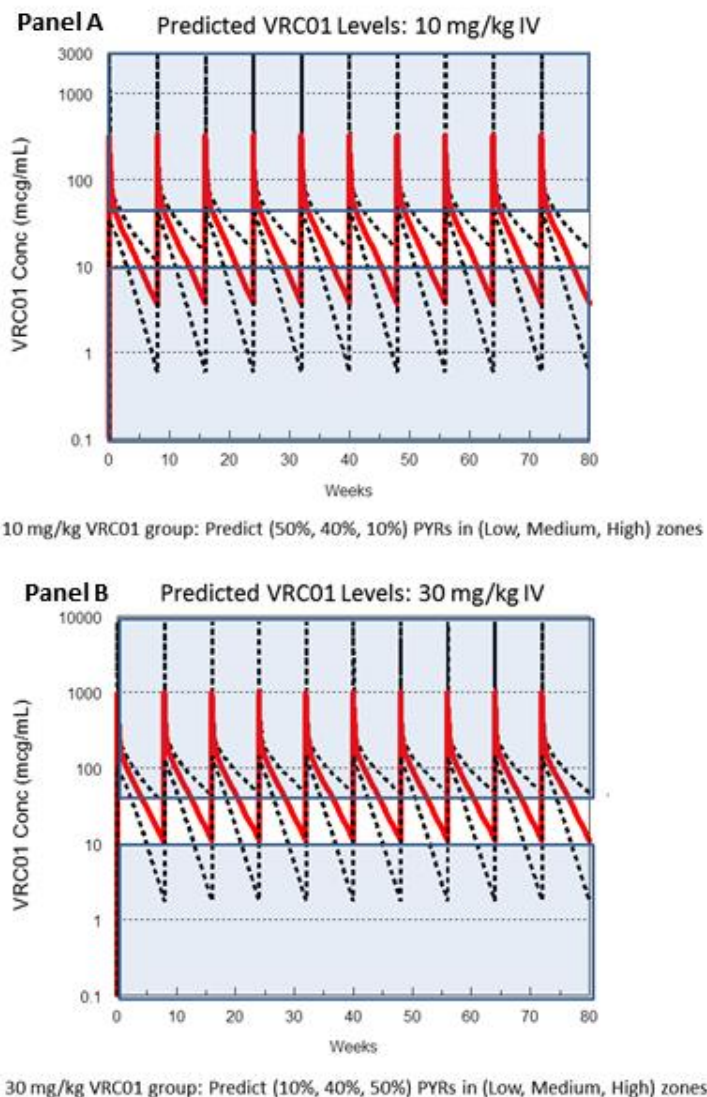 Panel A
Predicted VRC01 Levels: 10 mg/kg IV
VRC01 Conc (mcg/mL)
3000
1000
100
10
1
0.1
0 10 20 30 40 50 60 70 80
Weeks
10 mg/kg VRC01 group: Predict (50%, 40%, 10%) PYRs in (Low, Medium, High) zones
Panel B
Predicted VRC01 Levels: 30 mg/kg IV
VRC01 Conc (mcg/mL)
10000
1000
100
10
1
0.1
0 10 20 30 40 50 60 70 80
Weeks
30 mg/kg VRC01 group: Predict (10%, 40%, 50%) PYRs in (Low, Medium, High) zones